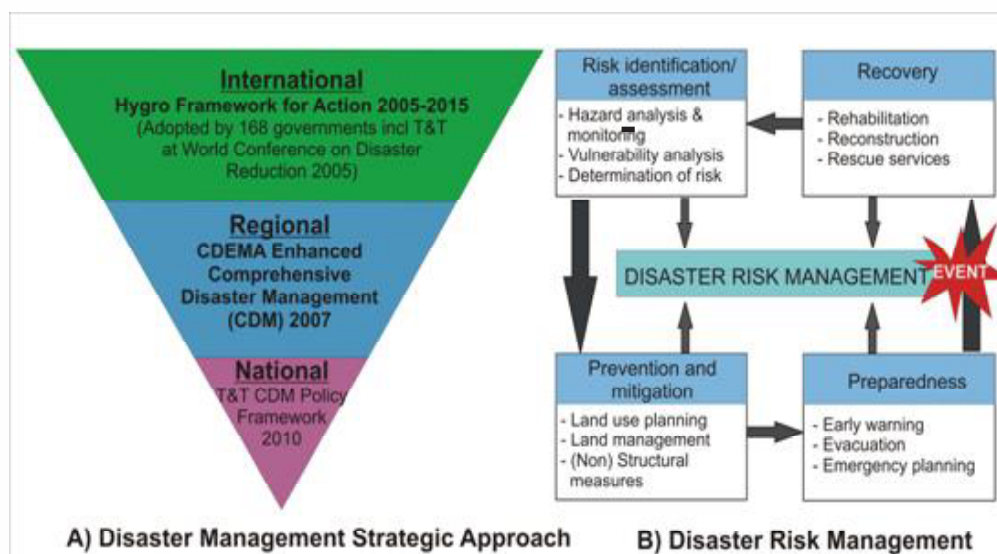 International
Hygro Framework for Action 2005-2015
(Adopted by 168 governments incl T&T
at World Conference on Disaster
Reduction 2005)
Regional
CDEMA Enhanced
Comprehensive
Disaster Management
(CDM) 2007
National
T&T CDM Policy
Framework
2010
A) Disaster Management Strategic Approach
Risk identification/
assessment
- Hazard analysis &
monitoring
- Vulnerability analysis
- Determination of risk
Recovery
- Rehabilitation
- Reconstruction
- Rescue services
DISASTER RISK MANAGEMENT
EVENT
Prevention and
mitigation
- Land use planning
- Land management
- (Non) Structural
measures
Preparedness
- Early warning
- Evacuation
- Emergency planning
B) Disaster Risk Management